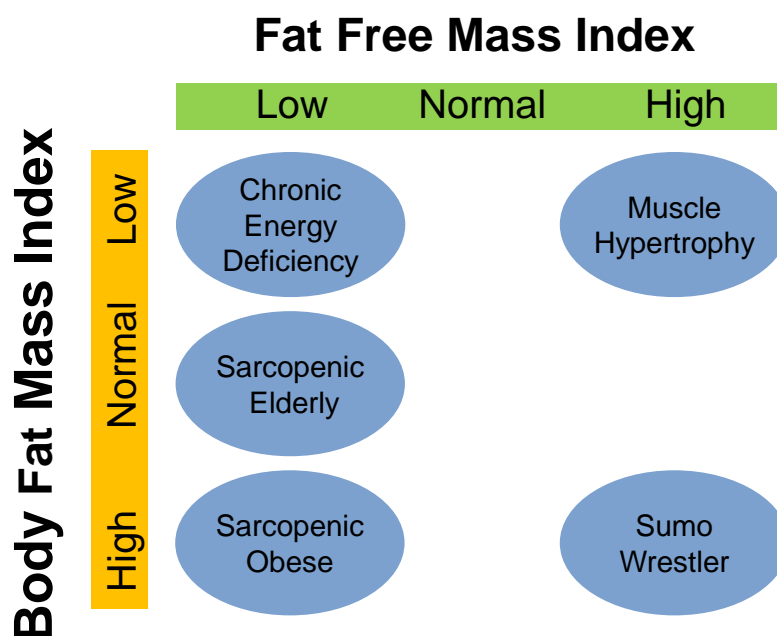 Fat Free Mass Index
Low Normal High
Body Fat Mass Index
Low
Chronic
Energy
Deficiency
Muscle
Hypertrophy
Normal
Sarcopenic
Elderly
High
Sarcopenic
Obese
Sumo
Wrestler